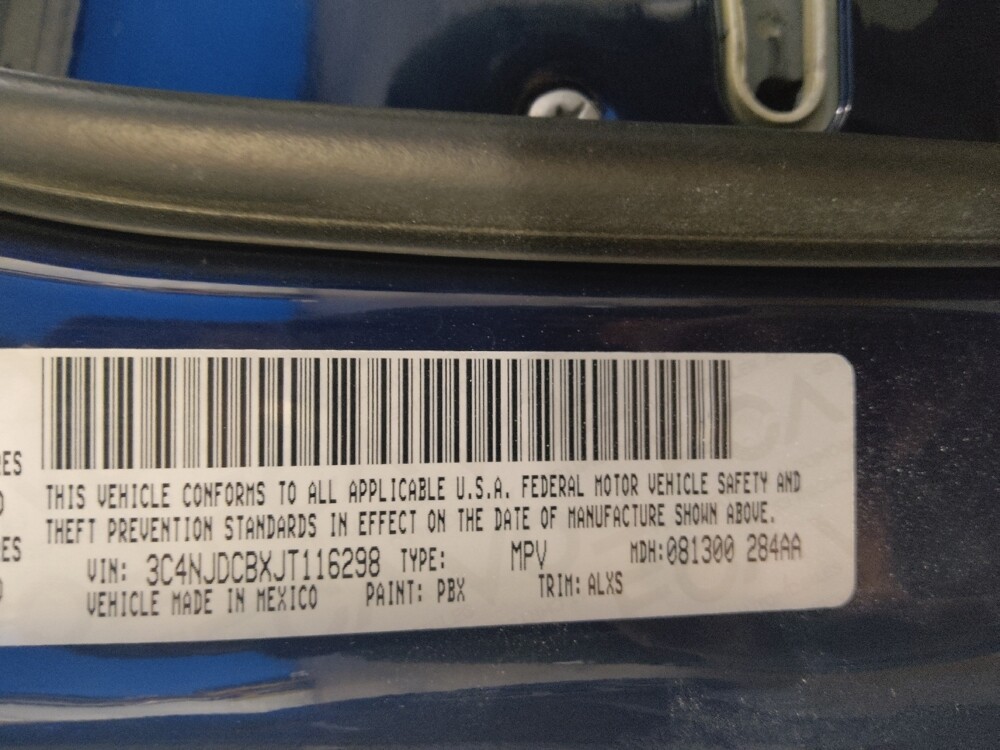 THIS VEHICLE CONFORMS TO ALL APPLICABLE U.S.A. FEDERAL MOTOR VEHICLE SAFETY AND
THEFT PREVENTION STANDARDS IN EFFECT ON THE DATE OF MANUFACTURE SHOWN ABOVE.
VIN: 3C4NJDCBXJT116298 TYPE: MPV MDH:081300 284AA
VEHICLE MADE IN MEXICO PAINT: PBX TRIM: ALXS